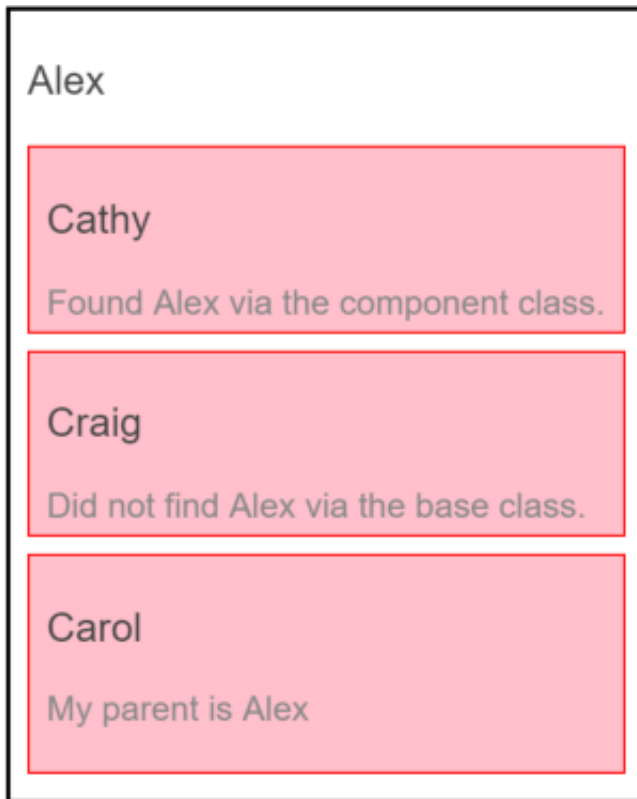 Alex
Cathy
Found Alex via the component class.
Craig
Did not find Alex via the base class.
Carol
My parent is Alex